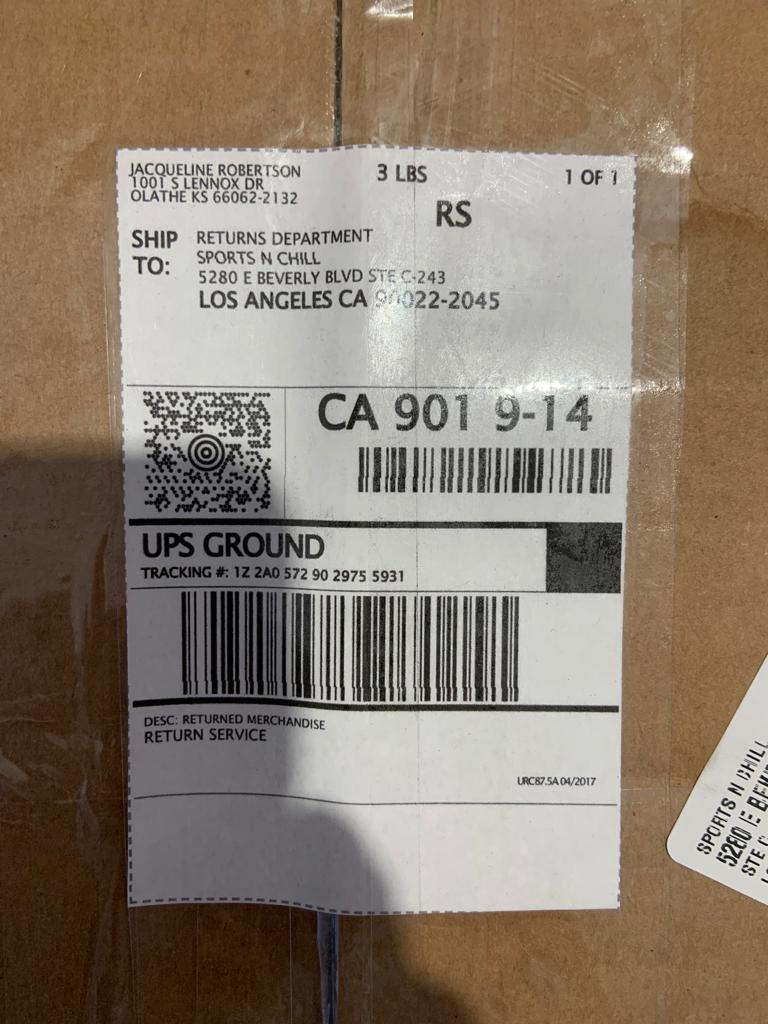 JACQUELINE ROBERTSON
1001 S LENNOX DR
OLATHE KS 66062-2132
3 LBS
1 OF 1
RS
SHIP TO:
RETURNS DEPARTMENT
SPORTS N CHILL
5280 E BEVERLY BLVD STE C-243
LOS ANGELES CA 90022-2045
CA 901 9-14
UPS GROUND
TRACKING #: 1Z 2A0 572 90 2975 5931
DESC: RETURNED MERCHANDISE
RETURN SERVICE
URC87.5A 04/2017
SPORTS N CHILL
5280 E
STE